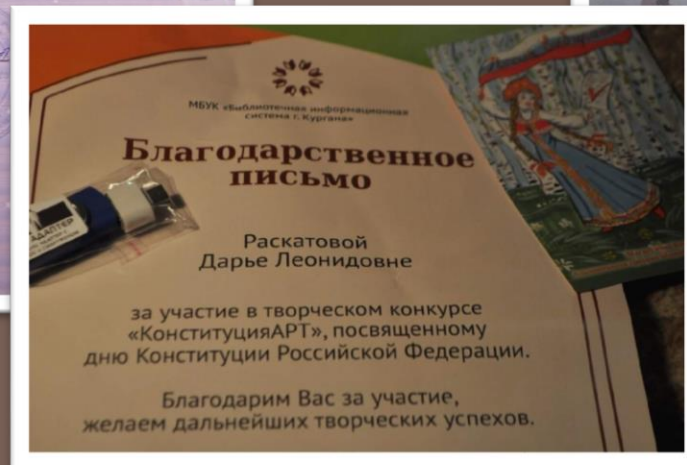 МБУК «Библиотечная информационная
система г. Кургана»
Благодарственное
письмо
Раскатовой
Дарье Леонидовне
за участие в творческом конкурсе
«КонституцияАРТ», посвященному
дню Конституции Российской Федерации.
Благодарим Вас за участие,
желаем дальнейших творческих успехов.
АДАПТЕР